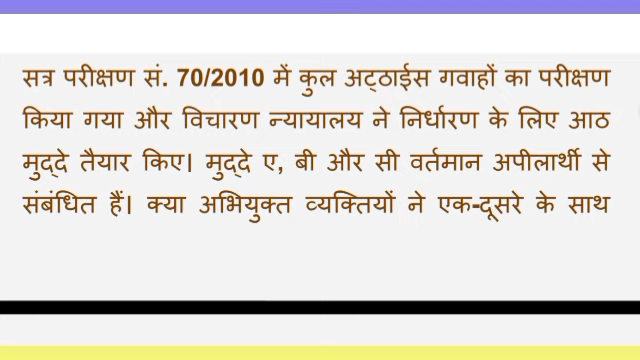 सत्र परीक्षण सं. 70/2010 में कुल अट्ठाईस गवाहों का परीक्षण
किया गया और विचारण न्यायालय ने निर्धारण के लिए आठ
मुद्दे तैयार किए। मुद्दे ए, बी और सी वर्तमान अपीलार्थी से
संबंधित हैं। क्या अभियुक्त व्यक्तियों ने एक-दूसरे के साथ